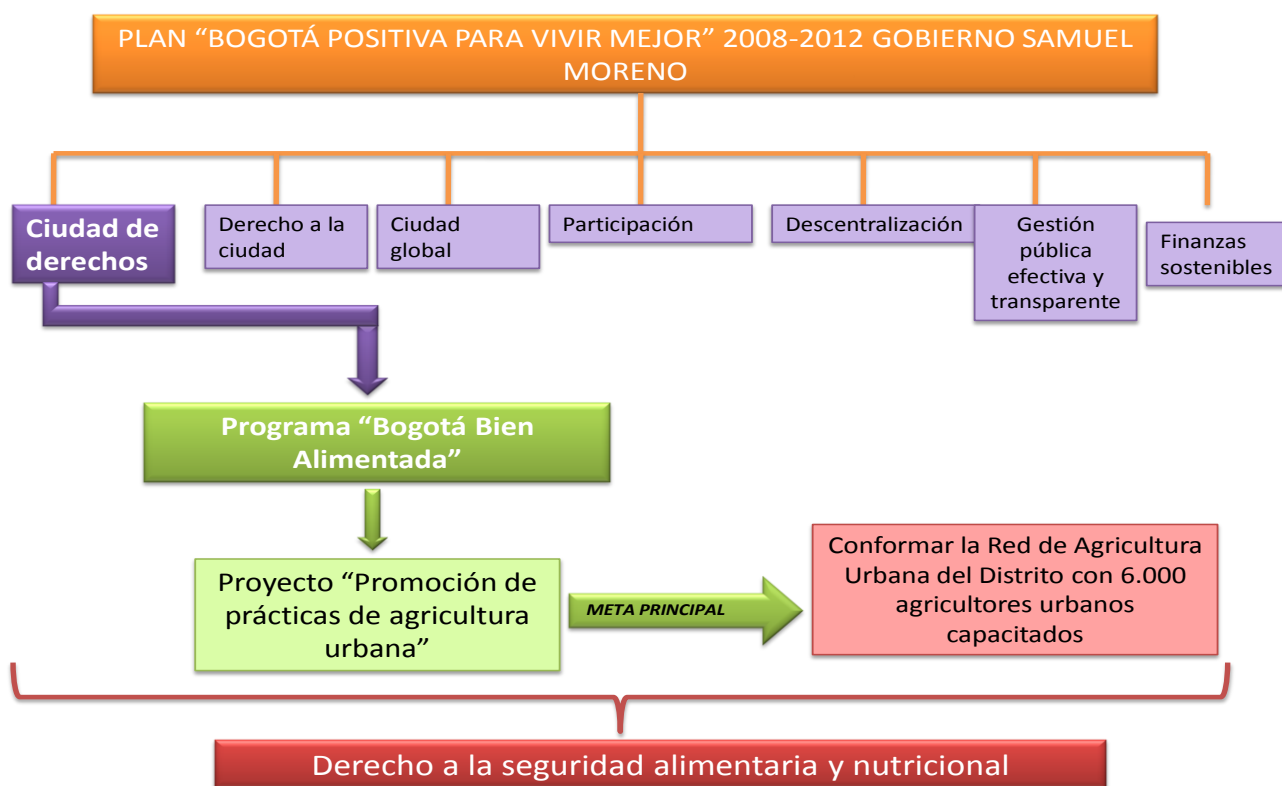 PLAN “BOGOTÁ POSITIVA PARA VIVIR MEJOR” 2008-2012 GOBIERNO SAMUEL
MORENO
Ciudad de
derechos
Derecho a la
ciudad
Ciudad
global
Participación
Descentralización
Gestión
pública
efectiva y
transparente
Finanzas
sostenibles
Programa “Bogotá Bien
Alimentada”
Proyecto “Promoción de
prácticas de agricultura
urbana”
META PRINCIPAL
Conformar la Red de Agricultura
Urbana del Distrito con 6.000
agricultores urbanos
capacitados
Derecho a la seguridad alimentaria y nutricional